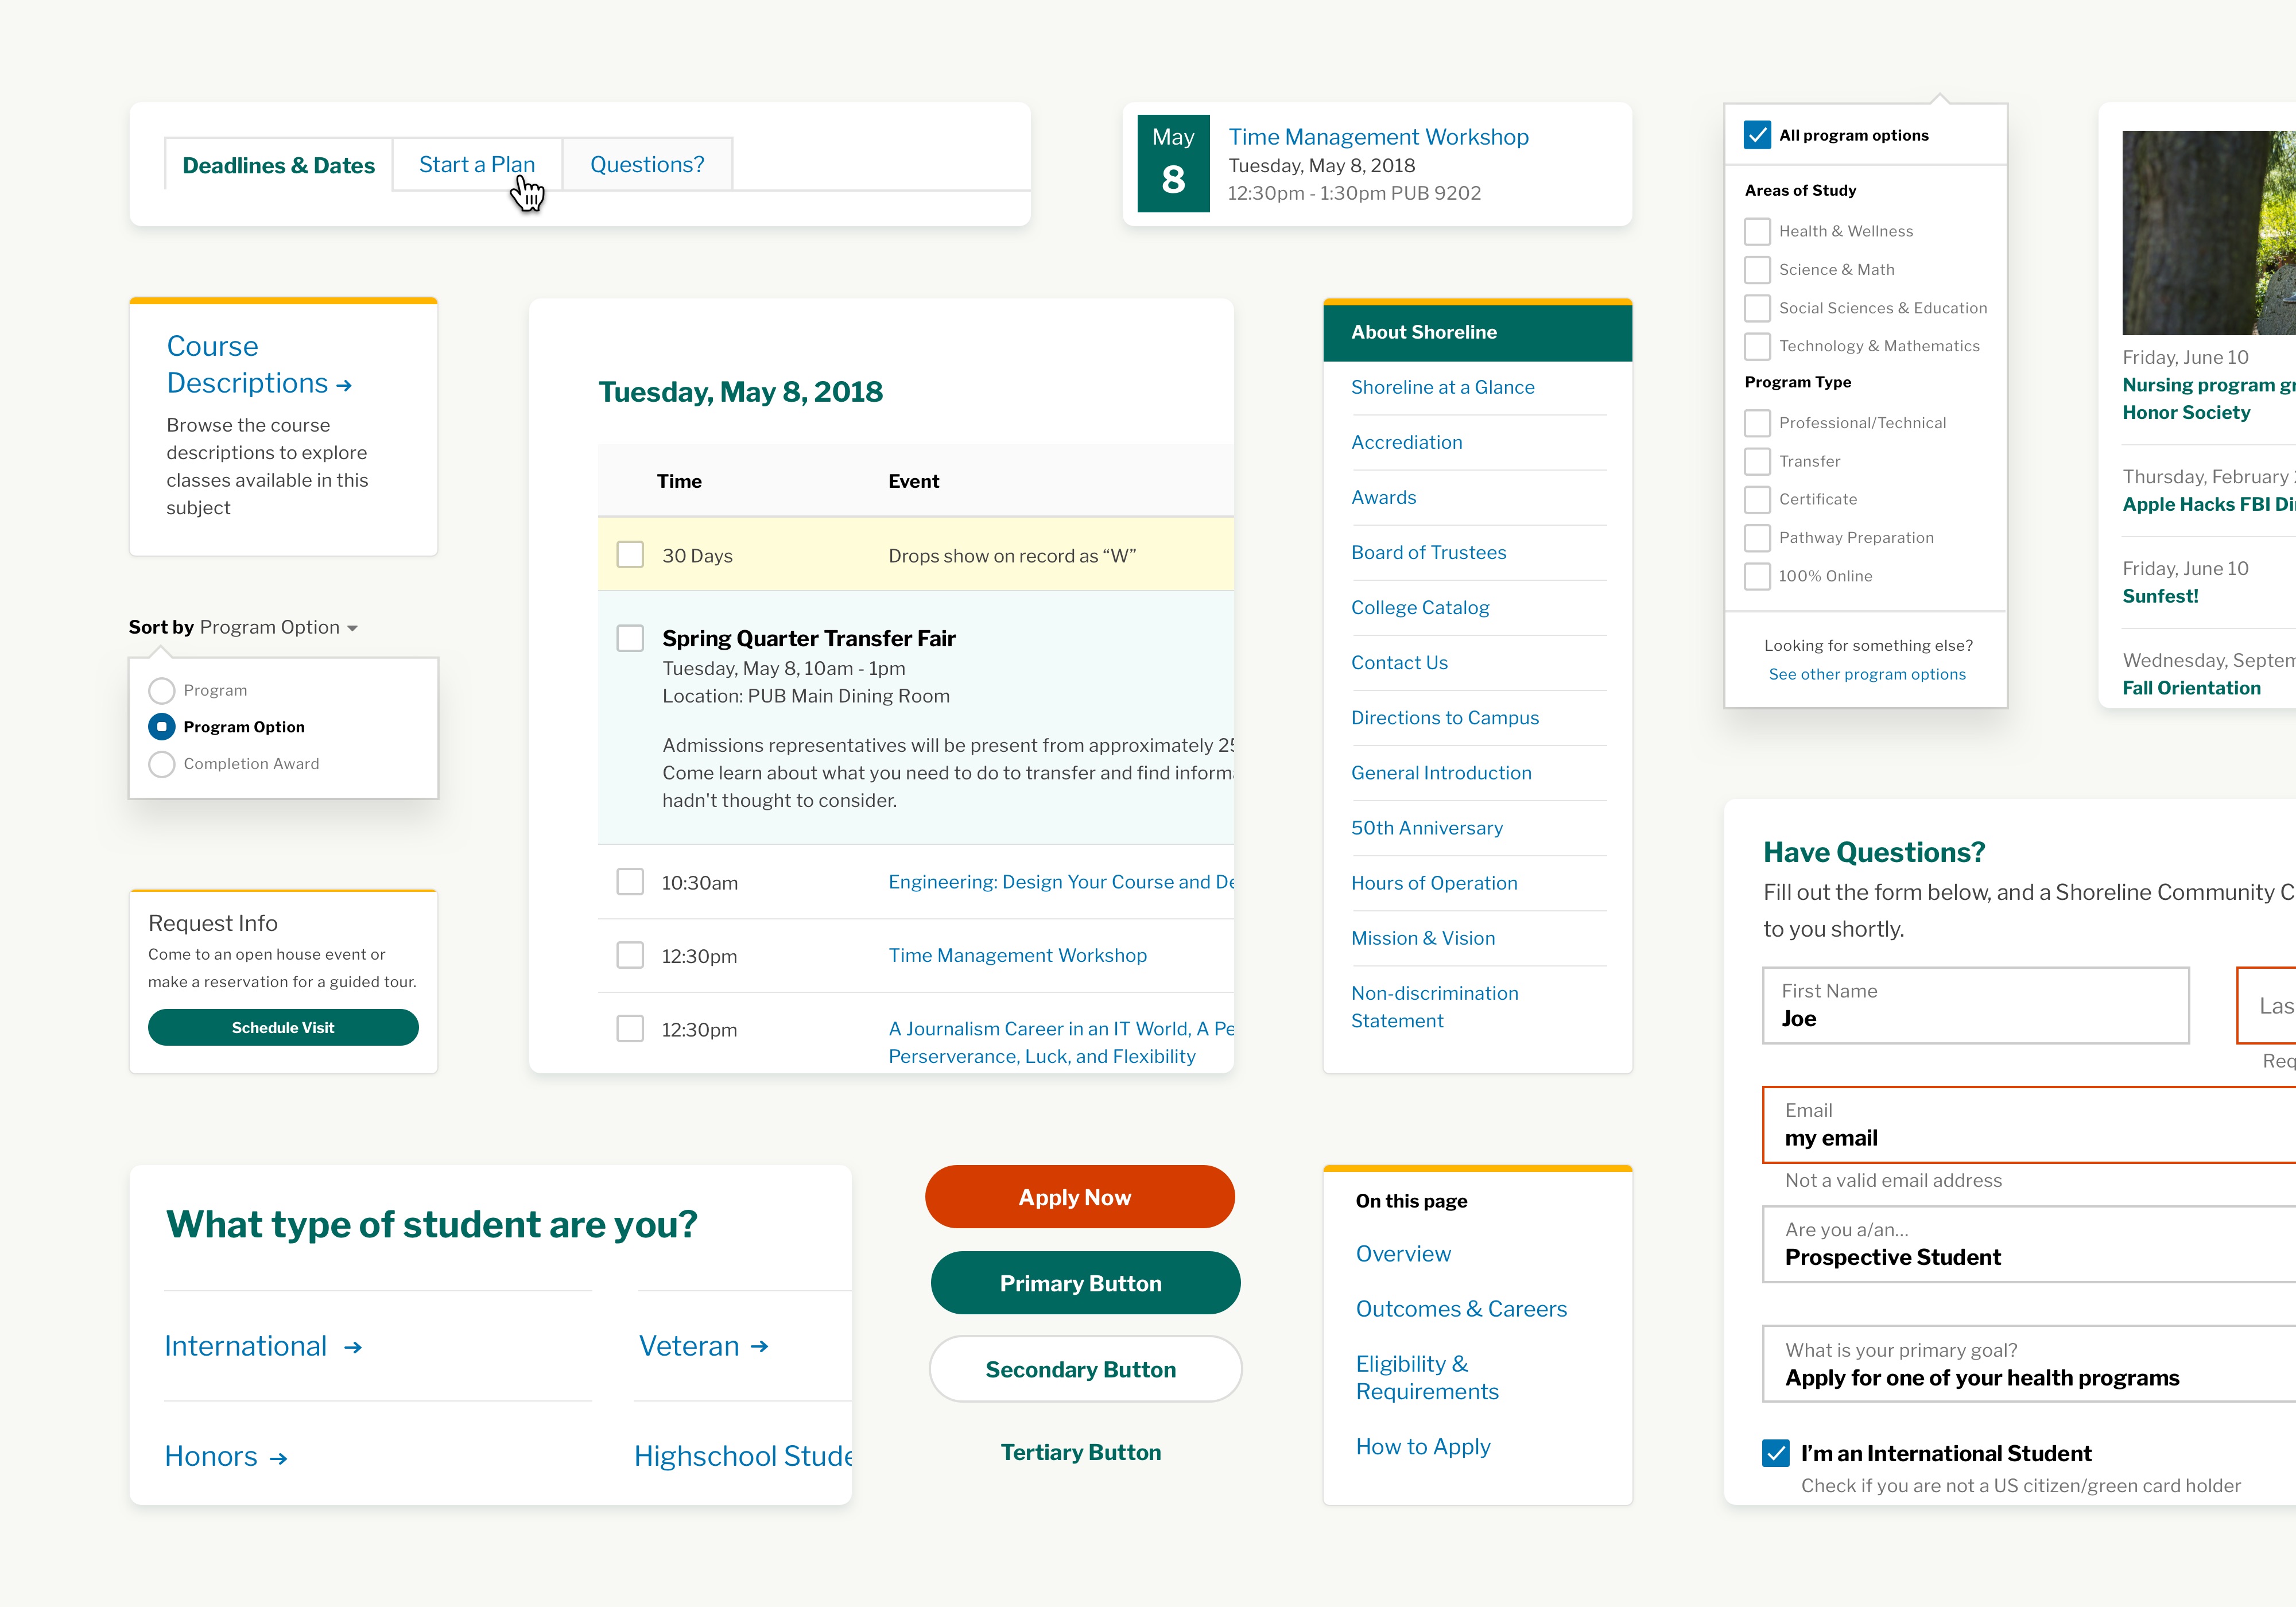 Deadlines & Dates
Start a Plan
Questions?
May
8
Time Management Workshop
Tuesday, May 8, 2018
12:30pm - 1:30pm PUB 9202
Course
Descriptions →
Browse the course
descriptions to explore
classes available in this
subject
Sort by Program Option
Program
Program Option
Completion Award
Request Info
Come to an open house event or
make a reservation for a guided tour.
Schedule Visit
Tuesday, May 8, 2018
Time Event
30 Days Drops show on record as “W”
Spring Quarter Transfer Fair
Tuesday, May 8, 10am - 1pm
Location: PUB Main Dining Room
Admissions representatives will be present from approximately 25
Come learn about what you need to do to transfer and find inform
hadn't thought to consider.
10:30am Engineering: Design Your Course and De
12:30pm Time Management Workshop
12:30pm A Journalism Career in an IT World, A Pe
Perserverance, Luck, and Flexibility
About Shoreline
Shoreline at a Glance
Accrediation
Awards
Board of Trustees
College Catalog
Contact Us
Directions to Campus
General Introduction
50th Anniversary
Hours of Operation
Mission & Vision
Non-discrimination
Statement
All program options
Areas of Study
Health & Wellness
Science & Math
Social Sciences & Education
Technology & Mathematics
Program Type
Professional/Technical
Transfer
Certificate
Pathway Preparation
100% Online
Looking for something else?
See other program options
Friday, June 10
Nursing program gr
Honor Society
Thursday, February
Apple Hacks FBI Di
Friday, June 10
Sunfest!
Wednesday, Septem
Fall Orientation
What type of student are you?
International →
Veteran →
Honors →
Highschool Stude
Apply Now
Primary Button
Secondary Button
Tertiary Button
On this page
Overview
Outcomes & Careers
Eligibility &
Requirements
How to Apply
Have Questions?
Fill out the form below, and a Shoreline Community C
to you shortly.
First Name
Joe
Las
Req
Email
my email
Not a valid email address
Are you a/an...
Prospective Student
What is your primary goal?
Apply for one of your health programs
I’m an International Student
Check if you are not a US citizen/green card holder